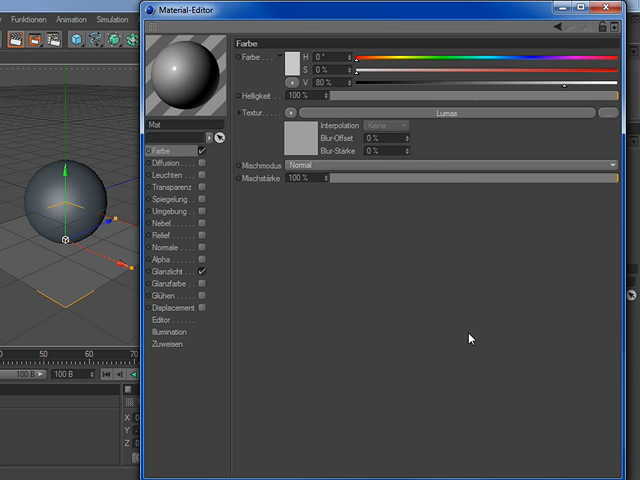 Material-Editor
Funktionen Animation Simulation
Farbe
Farbe . . . H 0 °
S 0 %
V 80 %
Helligkeit . . 100 %
Textur. . . . . Lumas ...
Interpolation Keine
Blur-Offset 0 %
Blur-Stärke 0 %
Mischmodus Normal
Mischstärke 100 %
Mat
Farbe
Diffusion
Leuchten
Transparenz
Spiegelung
Umgebung
Nebel
Relief
Normale
Alpha
Glanzlicht
Glanzfarbe
Glühen
Displacement
Editor
Illumination
Zuweisen
50 60 70
100 B 100 B
X
Y
Z